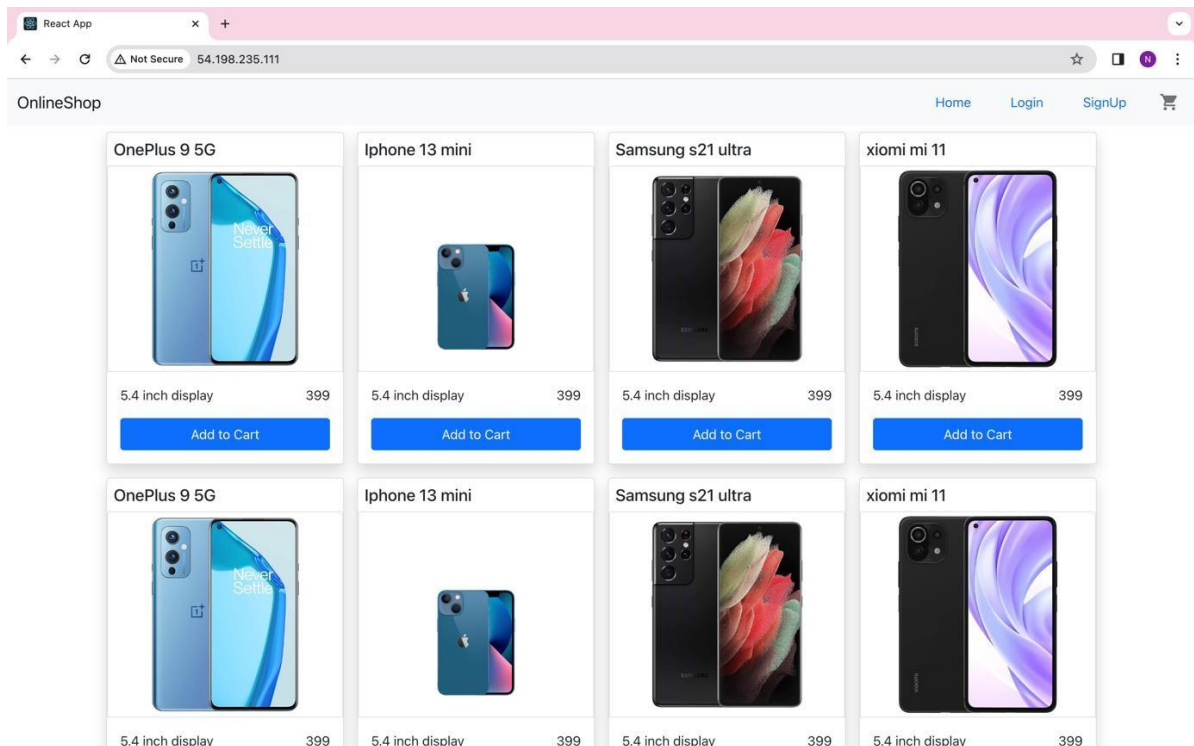 React App
Not Secure 54.198.235.111 N
OnlineShop Home Login SignUp
OnePlus 9 5G Iphone 13 mini Samsung s21 ultra xiomi mi 11
Never
Settle
5.4 inch display 399 5.4 inch display 399 5.4 inch display 399 5.4 inch display 399
Add to Cart Add to Cart Add to Cart Add to Cart
OnePlus 9 5G Iphone 13 mini Samsung s21 ultra xiomi mi 11
Never
Settle
5.4 inch display 399 5.4 inch display 399 5.4 inch display 399 5.4 inch display 399